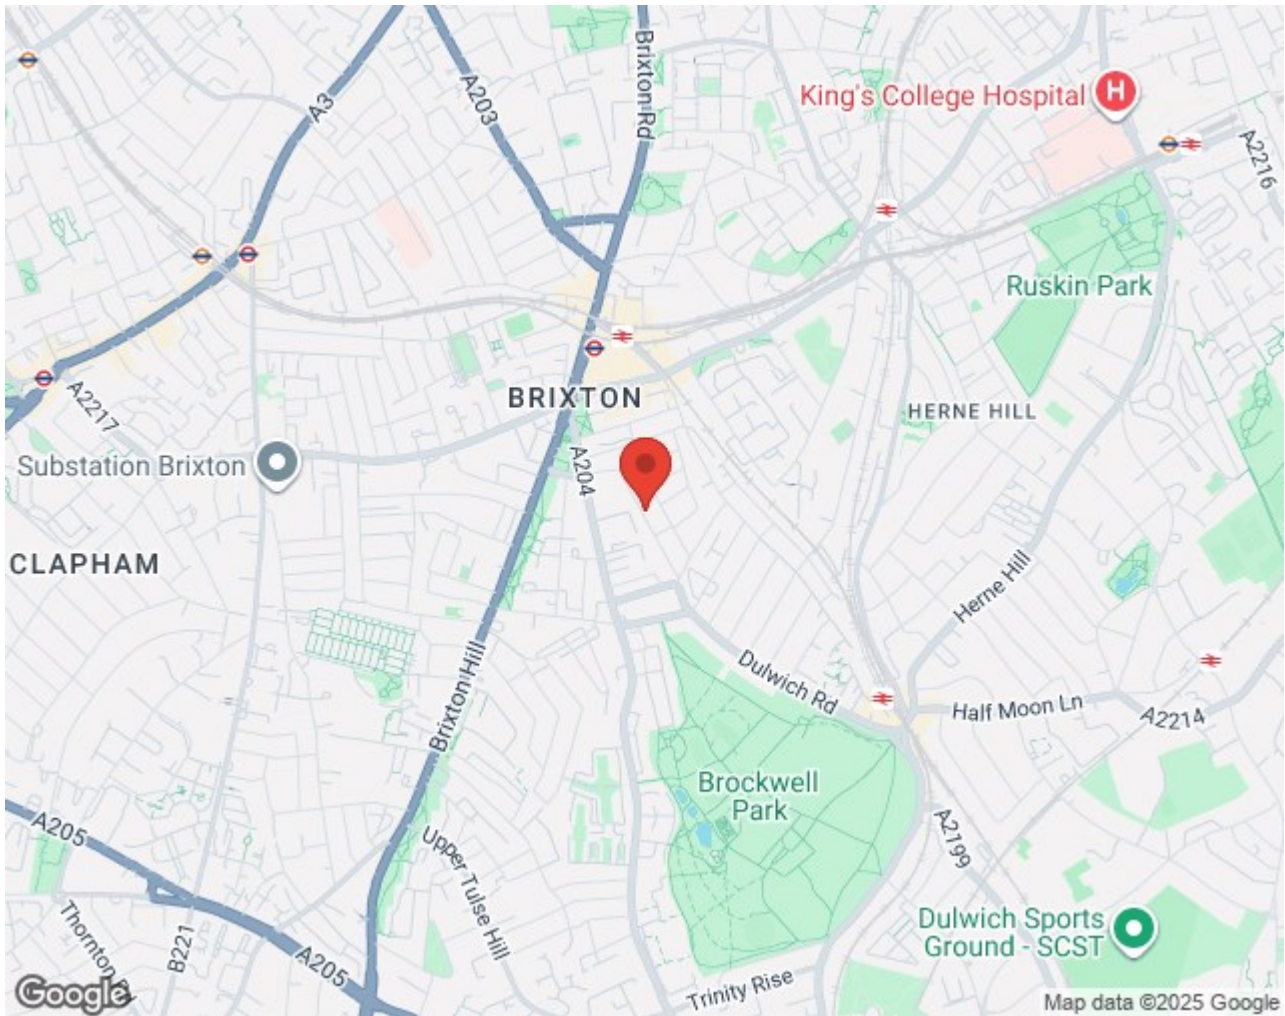 Brixton Rd
A3
A203
King's College Hospital
H
A2216
Ruskin Park
BRIXTON
A2217
HERNE HILL
Substation Brixton
A204
CLAPHAM
Herne Hill
Dulwich Rd
Half Moon Ln
A2214
Brixton Hill
Brockwell
Park
A205
Upper Tulse Hill
A2199
Dulwich Sports
Ground - SCST
Thornton Rd
B221
A205
Trinity Rise
Google
Map data ©2025 Google